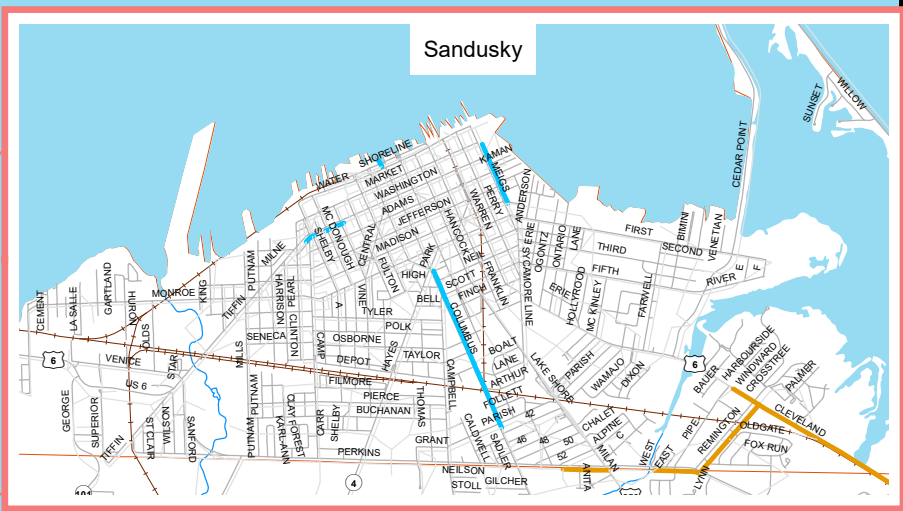 Sandusky
WILLOW
SUNSET
CEDAR POINT
SHORELINE
WATER
MARKET
WASHINGTON
ADAMS
JEFFERSON
MADISON
KAMAN
MEIGS
PERRY
WARREN
HANCOCK
ANDERSON
MC DONOUGH
SHELBY
CENTRAL
FULTON
PARK
NEIL
HIGH
SCOTT
FINCH
FRANKLIN
BELL
COLUMBUS
SYCAMORE LINE
ERIE
OGONTZ
ONTARIO
LANE
FIRST
BIMINI
VENETIAN
SECOND
THIRD
FIFTH
RIVER
E
F
ERIE
HOLLYROOD
MC KINLEY
FARWELL
MILNE
PUTNAM
TIFFIN
KING
MONROE
CEMENT
LA SALLE
GARTLAND
HURON
OLDS
STAR
HARRISON
PEARL
CLINTON
A
VINE
TYLER
POLK
SENECA
OSBORNE
CAMP
DEPOT
TAYLOR
HAYES
MILLS
FILMORE
PIERCE
BUCHANAN
THOMAS
CAMPBELL
6
VENICE
US 6
GEORGE
SUPERIOR
TIFFIN
ST CLAIR
WINSTON
SANFORD
PUTNAM
PUTNAM
CLAY FOREST
KARL-ANN
CARR
SHELBY
PERKINS
GRANT
4
NEILSON
STOLL
GILCHER
CALDWELL
SADLER
PARISH
FOLLETT
ARTHUR
LANE
BOALT
LAKE SHORE
PARISH
WAMAJO
DIXON
42
46
48
50
52
CHALET
ALPINE
C
MILAN
ANITA
6
BAUER
HARBOURSIDE
WINDWARD
CROSSTREE
PALMER
CLEVELAND
OLDGATE
FOX RUN
REMINGTON
PIPE
WEST
EAST
LYNN